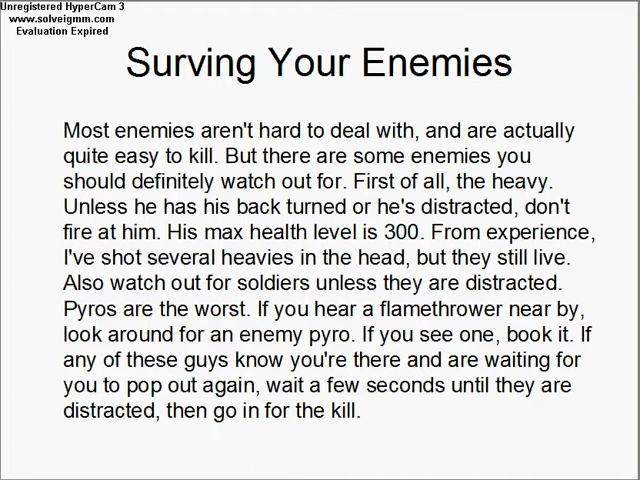 Unregistered HyperCam 3
www.solveigmm.com
Evaluation Expired
Surving Your Enemies
Most enemies aren't hard to deal with, and are actually
quite easy to kill. But there are some enemies you
should definitely watch out for. First of all, the heavy.
Unless he has his back turned or he's distracted, don't
fire at him. His max health level is 300. From experience,
I've shot several heavies in the head, but they still live.
Also watch out for soldiers unless they are distracted.
Pyros are the worst. If you hear a flamethrower near by,
look around for an enemy pyro. If you see one, book it. If
any of these guys know you're there and are waiting for
you to pop out again, wait a few seconds until they are
distracted, then go in for the kill.